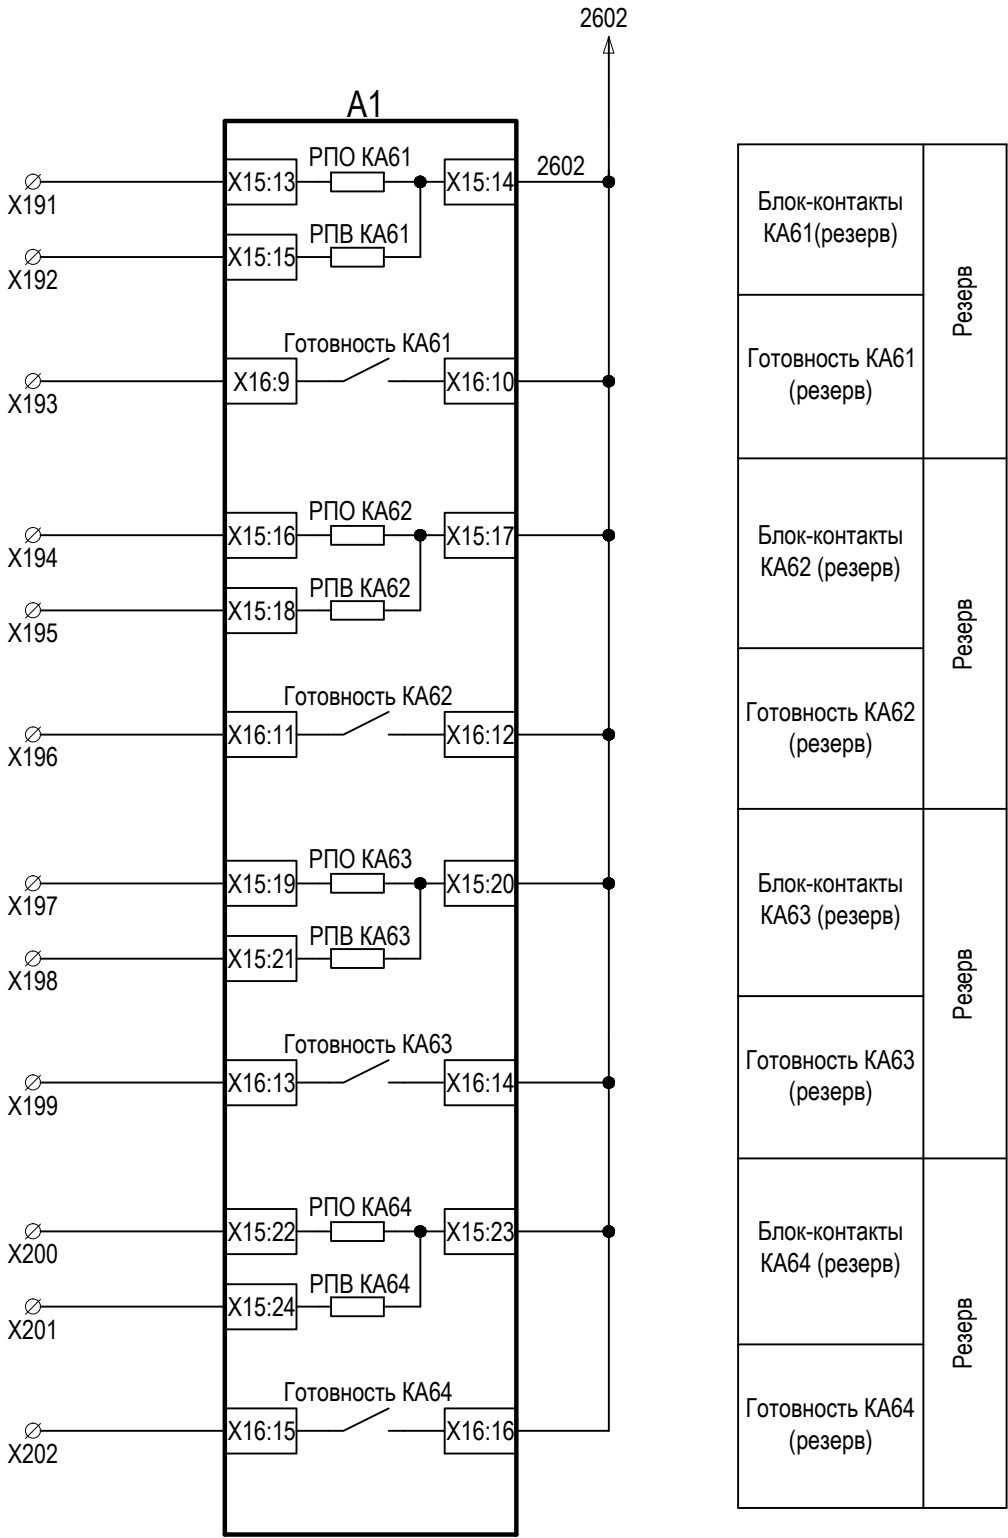 2602
A1
РПО КА61
X15:13
X15:14
2602
X191
РПВ КА61
X15:15
X192
Готовность КА61
X16:9
X16:10
X193
РПО КА62
X15:16
X15:17
X194
РПВ КА62
X15:18
X195
Готовность КА62
X16:11
X16:12
X196
РПО КА63
X15:19
X15:20
X197
РПВ КА63
X15:21
X198
Готовность КА63
X16:13
X16:14
X199
РПО КА64
X15:22
X15:23
X200
РПВ КА64
X15:24
X201
Готовность КА64
X16:15
X16:16
X202
Блок-контакты
КА61(резерв)
Готовность КА61
(резерв)
Резерв
Блок-контакты
КА62 (резерв)
Готовность КА62
(резерв)
Резерв
Блок-контакты
КА63 (резерв)
Готовность КА63
(резерв)
Резерв
Блок-контакты
КА64 (резерв)
Готовность КА64
(резерв)
Резерв